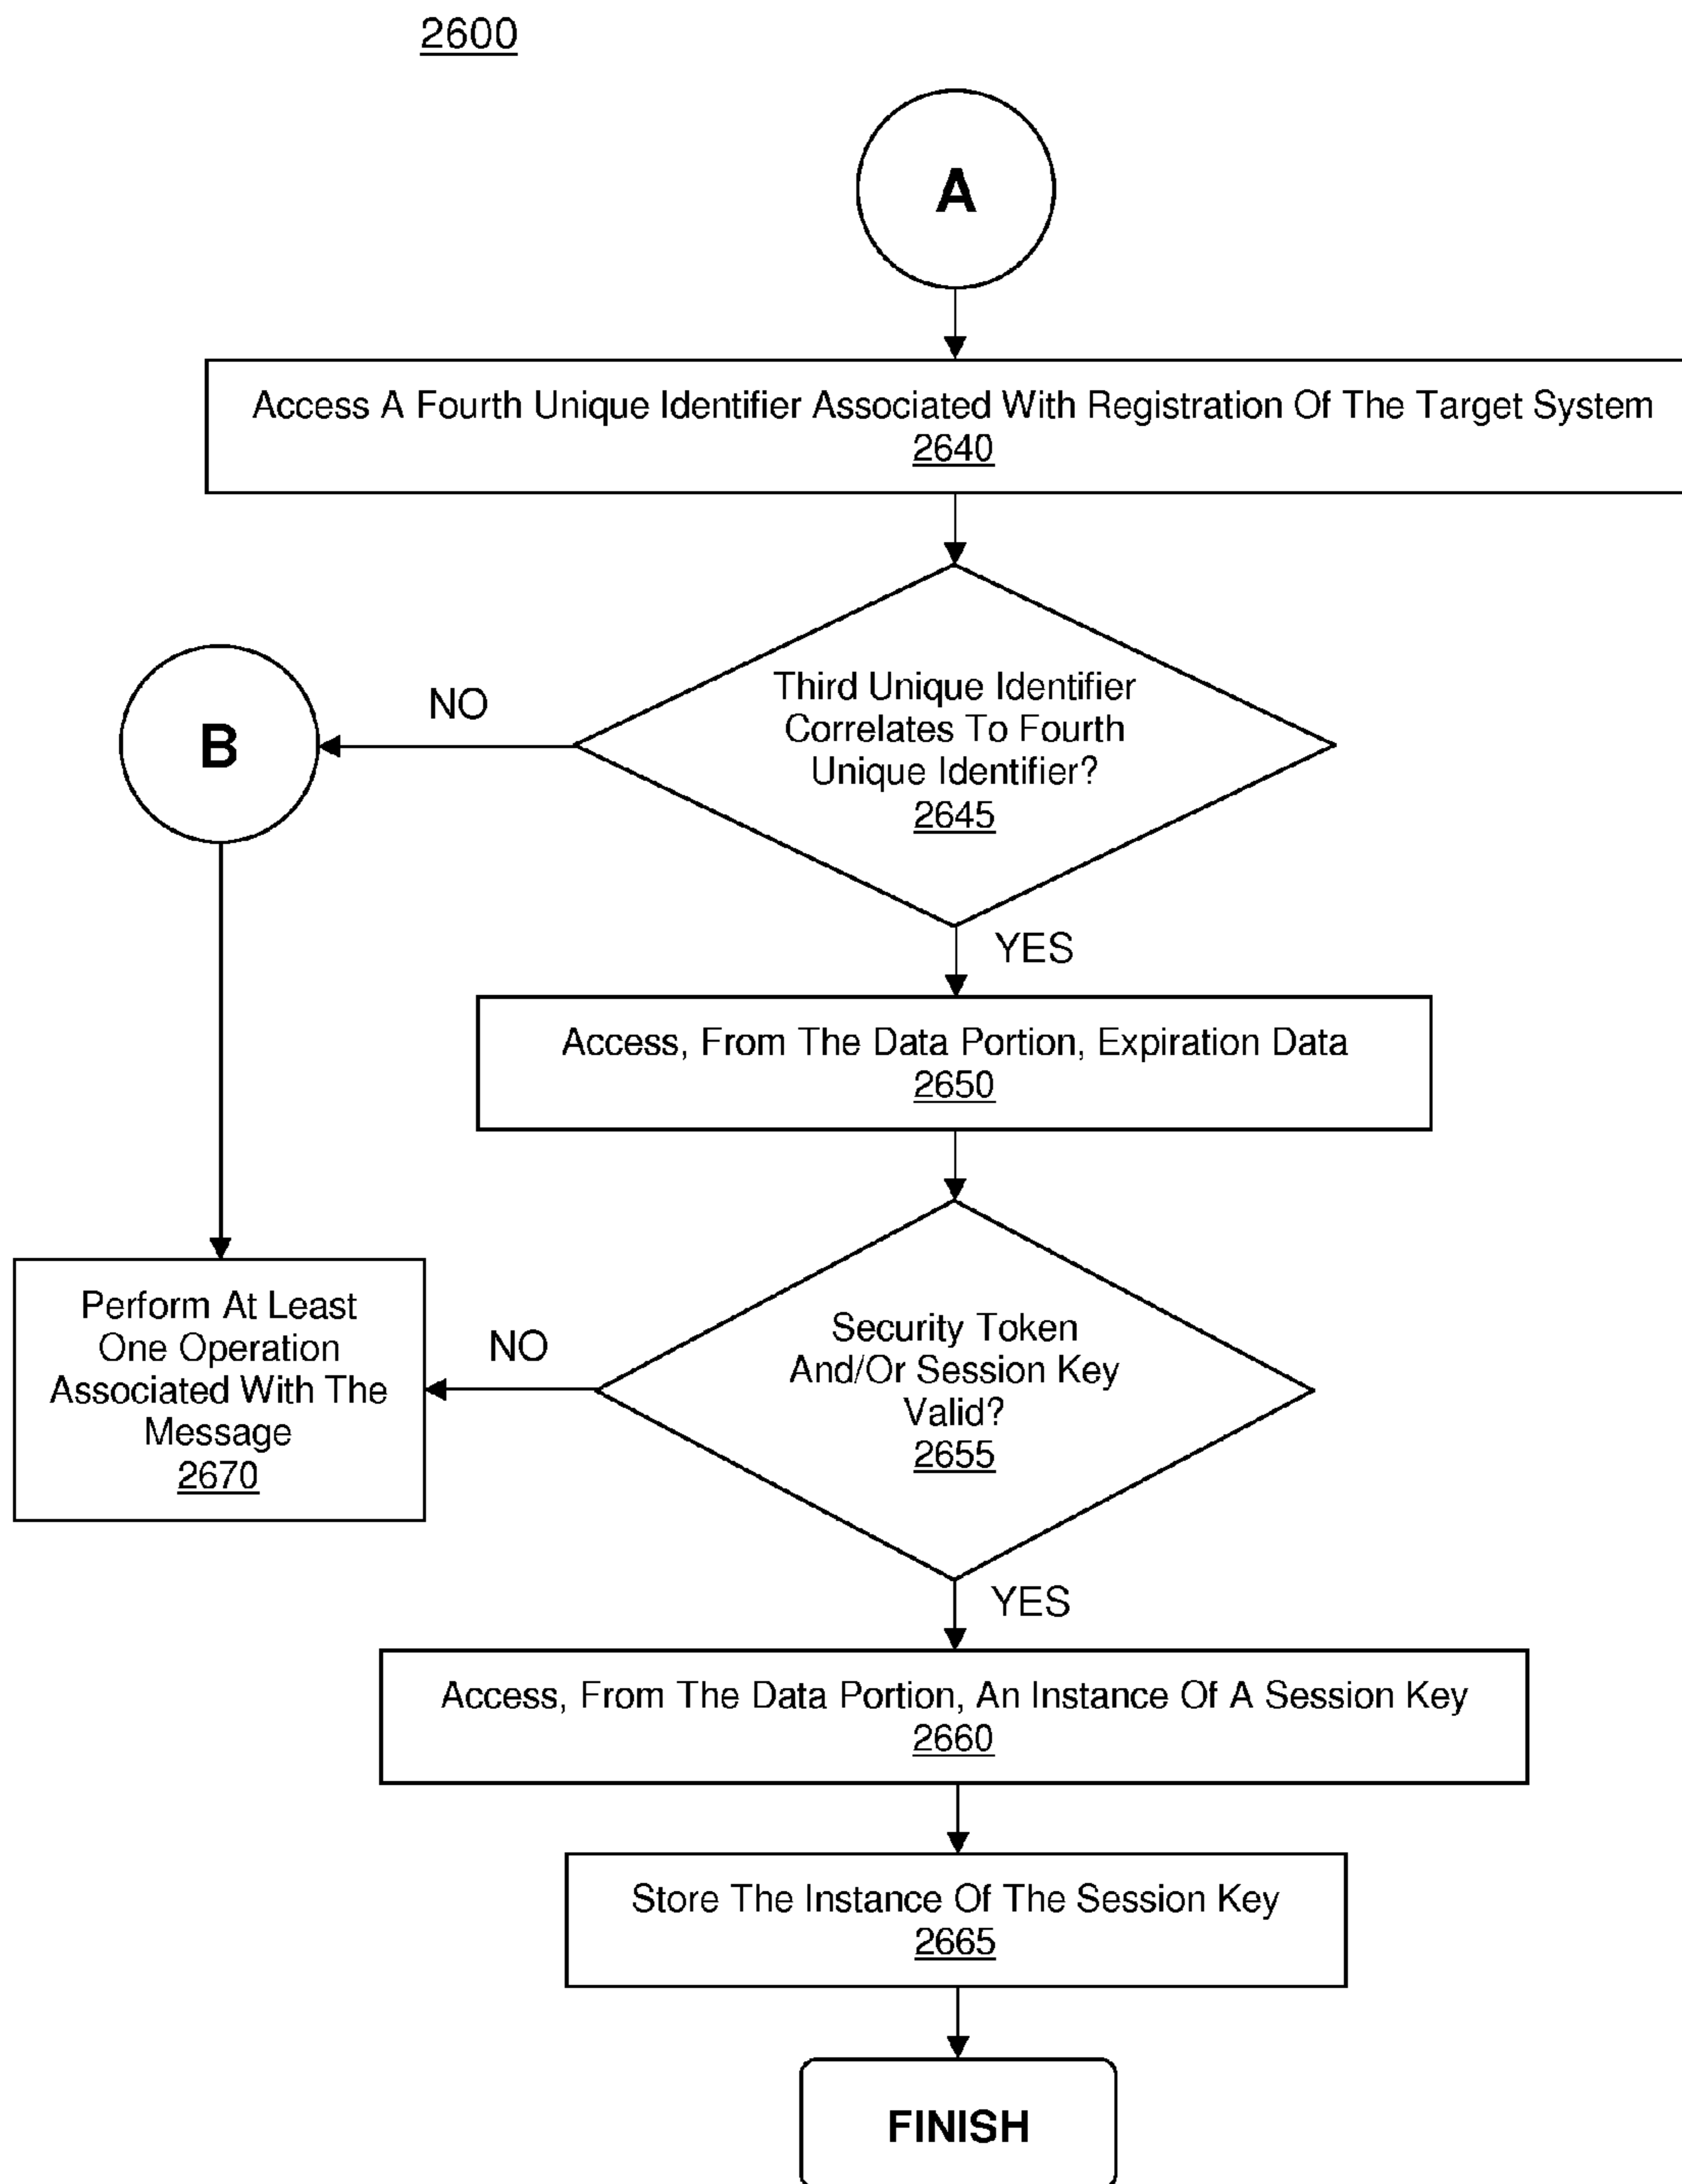 2600
A
Access A Fourth Unique Identifier Associated With Registration Of The Target System
2640
Third Unique Identifier
Correlates To Fourth
Unique Identifier?
2645
NO
B
YES
Access, From The Data Portion, Expiration Data
2650
Security Token
And/Or Session Key
Valid?
2655
NO
Perform At Least
One Operation
Associated With The
Message
2670
YES
Access, From The Data Portion, An Instance Of A Session Key
2660
Store The Instance Of The Session Key
2665
FINISH